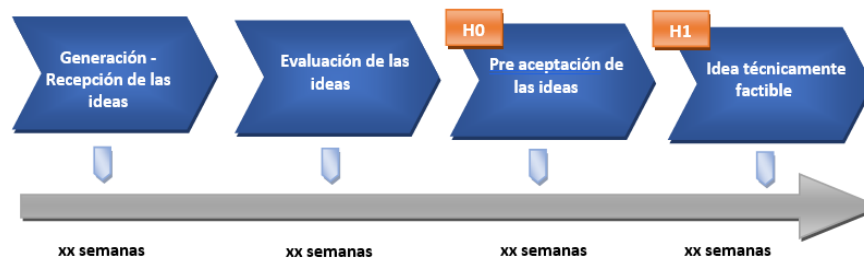 Generación -
Recepción de las
ideas
Evaluación de las
ideas
H0
Pre aceptación de
las ideas
H1
Idea técnicamente
factible
xx semanas
xx semanas
xx semanas
xx semanas